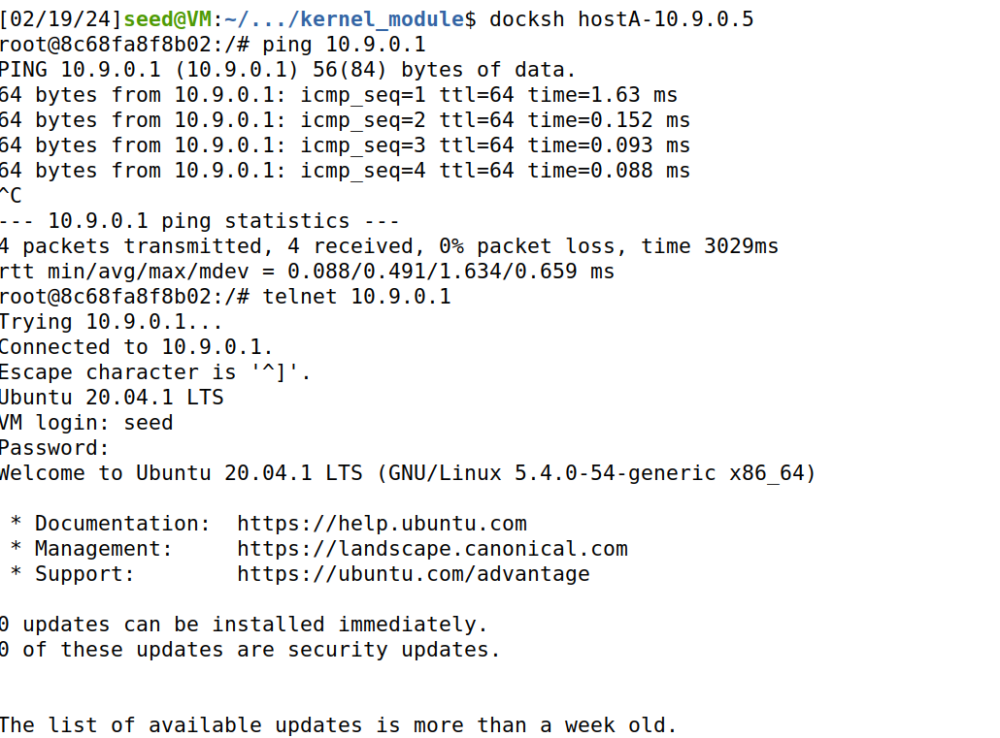 [02/19/24]seed@VM:~/.../kernel_module$ docksh hostA-10.9.0.5
root@8c68fa8f8b02:/# ping 10.9.0.1
PING 10.9.0.1 (10.9.0.1) 56(84) bytes of data.
64 bytes from 10.9.0.1: icmp_seq=1 ttl=64 time=1.63 ms
64 bytes from 10.9.0.1: icmp_seq=2 ttl=64 time=0.152 ms
64 bytes from 10.9.0.1: icmp_seq=3 ttl=64 time=0.093 ms
64 bytes from 10.9.0.1: icmp_seq=4 ttl=64 time=0.088 ms
^C
--- 10.9.0.1 ping statistics ---
4 packets transmitted, 4 received, 0% packet loss, time 3029ms
rtt min/avg/max/mdev = 0.088/0.491/1.634/0.659 ms
root@8c68fa8f8b02:/# telnet 10.9.0.1
Trying 10.9.0.1...
Connected to 10.9.0.1.
Escape character is '^]'.
Ubuntu 20.04.1 LTS
VM login: seed
Password:
Welcome to Ubuntu 20.04.1 LTS (GNU/Linux 5.4.0-54-generic x86_64)
* Documentation:  https://help.ubuntu.com
* Management:     https://landscape.canonical.com
* Support:        https://ubuntu.com/advantage
0 updates can be installed immediately.
0 of these updates are security updates.
The list of available updates is more than a week old.